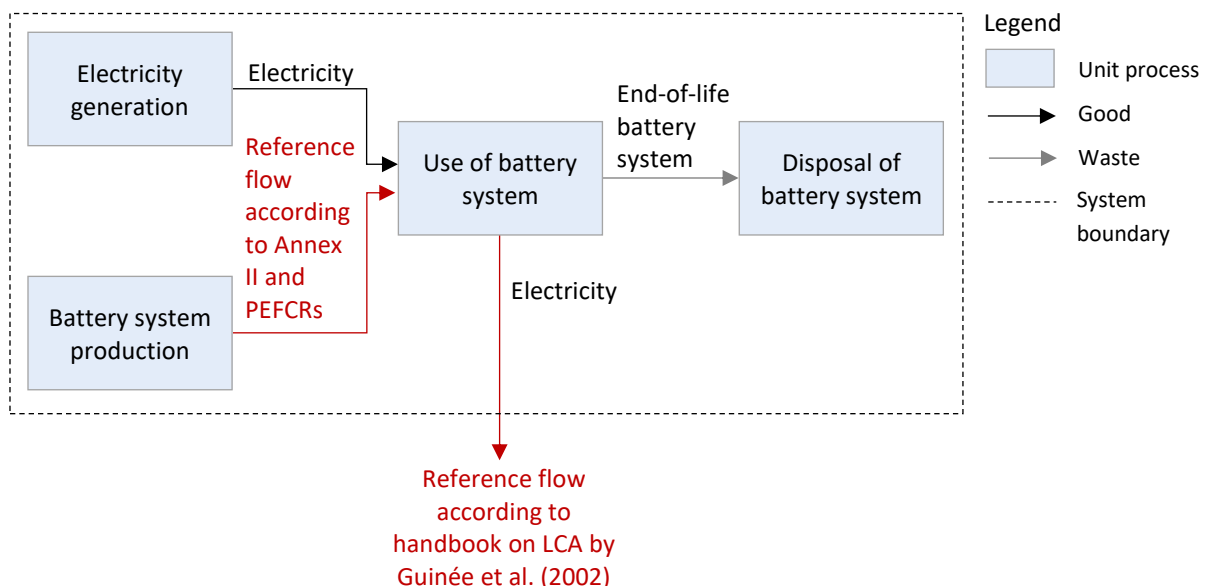 Electricity
generation
Electricity
Reference
flow
according
to Annex
II and
PEFCRs
Battery system
production
Use of battery
system
End-of-life
battery
system
Disposal of
battery system
Electricity
Reference flow
according to
handbook on LCA by
Guinée et al. (2002)
Legend
Unit process
Good
Waste
System
boundary